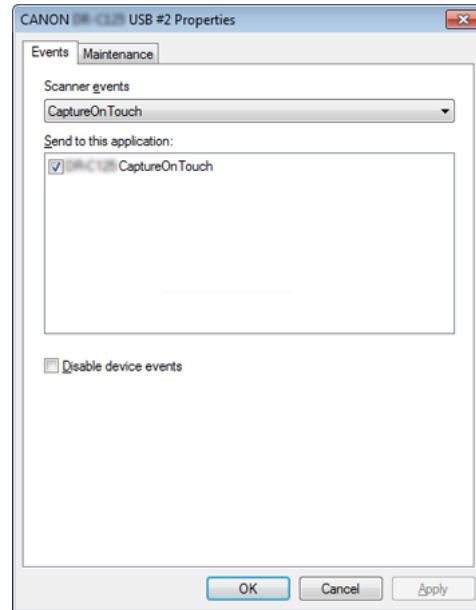 CANON USB #2 Properties
Events Maintenance
Scanner events
CaptureOnTouch
Send to this application:
CaptureOnTouch
Disable device events
OK Cancel Apply